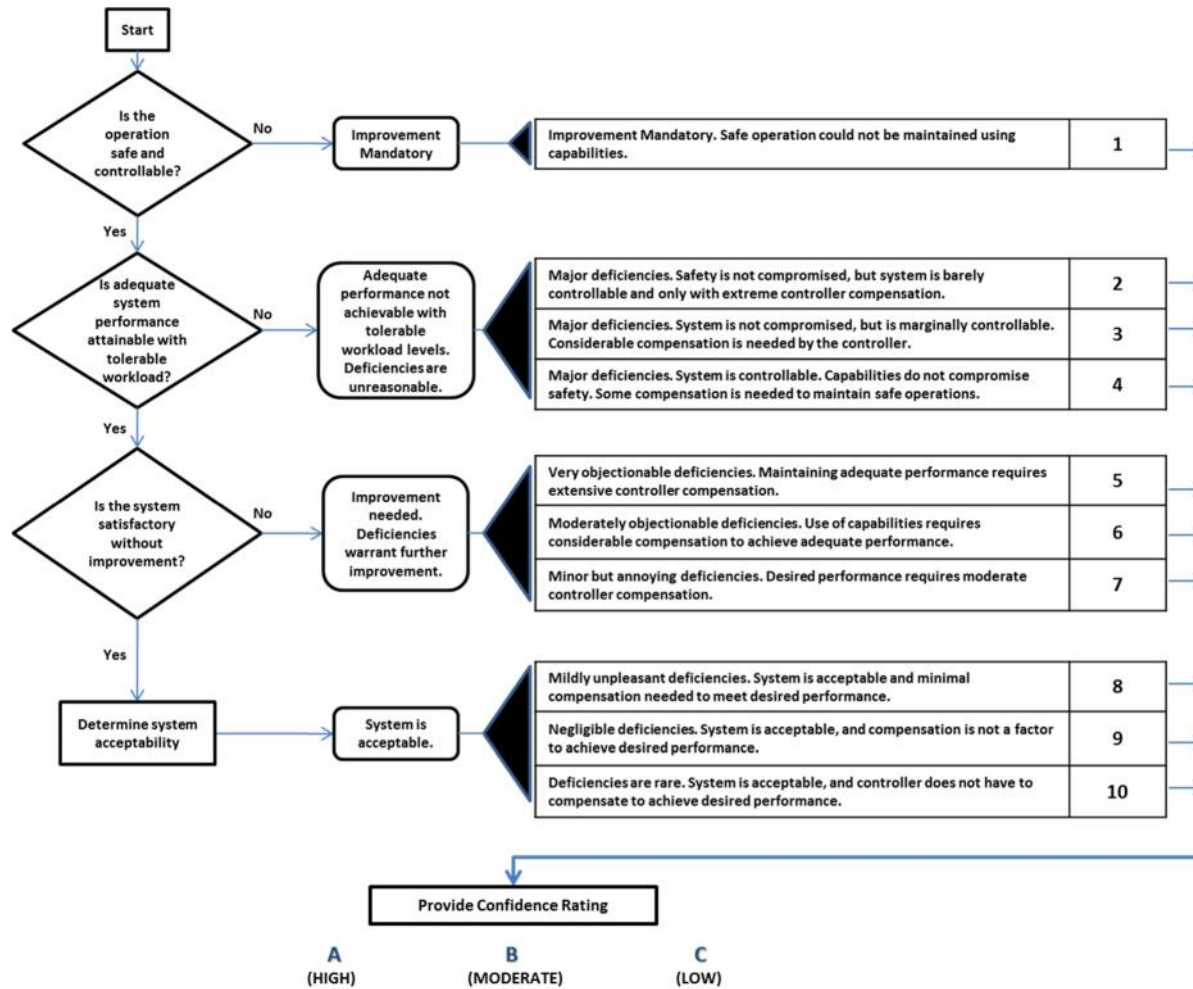 Start
Is the
operation
safe and
controllable?
No
Improvement
Mandatory
Improvement Mandatory. Safe operation could not be maintained using
capabilities.
1
Yes
Is adequate
system
performance
attainable with
tolerable
workload?
No
Adequate
performance not
achievable with
tolerable
workload levels.
Deficiencies are
unreasonable.
Major deficiencies. Safety is not compromised, but system is barely
controllable and only with extreme controller compensation.
2
Major deficiencies. System is not compromised, but is marginally controllable.
Considerable compensation is needed by the controller.
3
Major deficiencies. System is controllable. Capabilities do not compromise
safety. Some compensation is needed to maintain safe operations.
4
Yes
Is the system
satisfactory
without
improvement?
No
Improvement
needed.
Deficiencies
warrant further
improvement.
Very objectionable deficiencies. Maintaining adequate performance requires
extensive controller compensation.
5
Moderately objectionable deficiencies. Use of capabilities requires
considerable compensation to achieve adequate performance.
6
Minor but annoying deficiencies. Desired performance requires moderate
controller compensation.
7
Yes
Determine system
acceptability
System is
acceptable.
Mildly unpleasant deficiencies. System is acceptable and minimal
compensation needed to meet desired performance.
8
Negligible deficiencies. System is acceptable, and compensation is not a factor
to achieve desired performance.
9
Deficiencies are rare. System is acceptable, and controller does not have to
compensate to achieve desired performance.
10
Provide Confidence Rating
A
(HIGH)
B
(MODERATE)
C
(LOW)